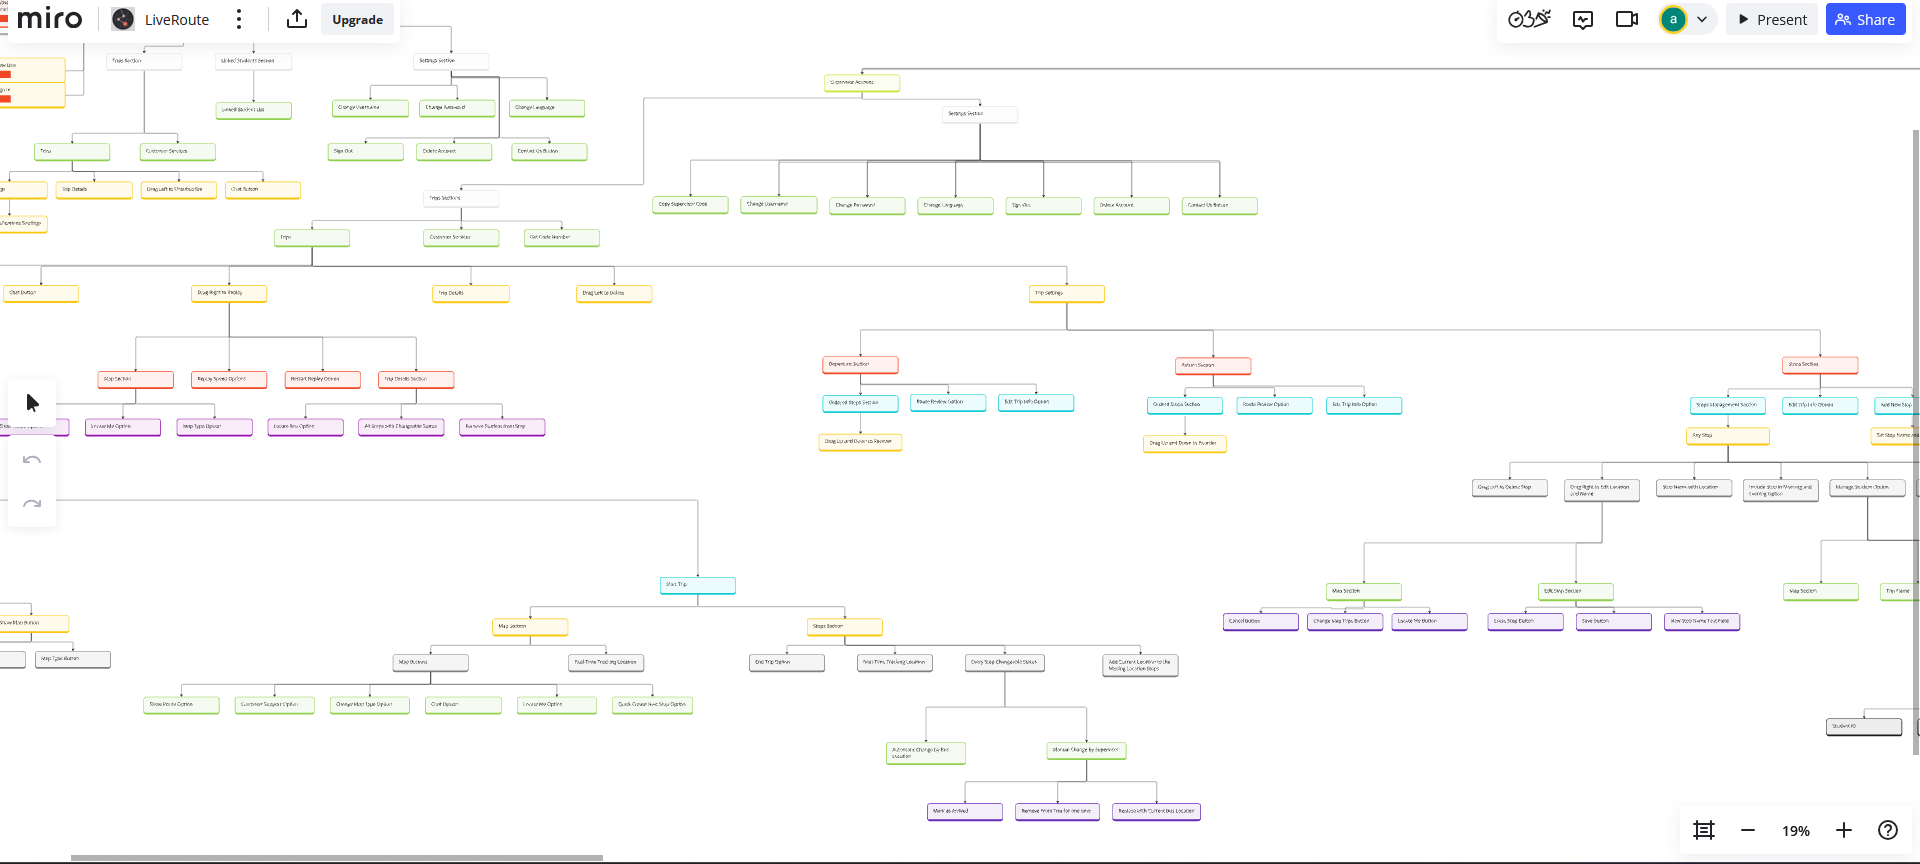 miro
LiveRoute
Upgrade
a
Present
Share
Trips Section
Linked Students Section
Settings Section
Supervisor Account
Linked Student List
Change Username
Change Password
Change Language
Settings Section
Trips
Customer Services
Sign Out
Delete Account
Contact Us Button
Trip Details
Drag Left to Unsubscribe
Chat Button
Trips Sections
Copy Supervisor Code
Change Username
Change Password
Change Language
Sign Out
Delete Account
Contact Us Button
Trips
Customer Services
Get Code Number
Chat Button
Drag Right to Replay
Trip Details
Drag Left to Delete
Trip Settings
Departure Section
Return Section
Stops Section
Map Section
Replay Speed Options
Restart Replay Option
Trip Details Section
Ordered Stops Section
Route Review Option
Edit Trip Info Option
Ordered Stops Section
Route Review Option
Edit Trip Info Option
Stops Management Section
Edit Trip Info Option
Add New Stop
Locate Me Option
Map Type Option
Locate Bus Option
All Stops with Changeable Status
Remove Student from Stop
Drag Up and Down to Reorder
Drag Up and Down to Reorder
Any Stop
Set Stop Name and
Drag Left to Delete Stop
Drag Right to Edit Location
and Name
Stop Name with Location
Include Stop in Morning and
Evening Option
Manage Student Option
Start Trip
Map Section
Edit Stop Section
Map Section
Trip Name
Show Map Button
Map Section
Stops Section
Cancel Button
Change Map Type Button
Locate Me Button
Save Button
New Stop Name Text Field
Map Type Button
Map Buttons
Real-Time Tracking Location
End Trip Option
Real-Time Tracking Location
Every Stop Changeable Status
Add Current Location to the
Missing Location Stops
Show Route Option
Customer Support Option
Change Map Type Option
Chat Option
Locate Me Option
Quick Create New Stop Option
Student ID
Automatic Change by Bus
Location
Manual Change by Supervisor
Mark as Arrived
Remove From Trip for one time
Replace with Current Bus Location
19%